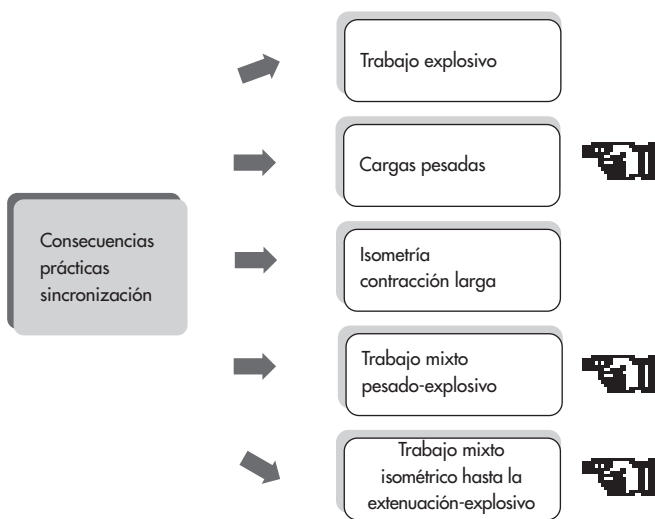 Trabajo explosivo
Cargas pesadas
Consecuencias
prácticas
sincronización
Isometría
contracción larga
Trabajo mixto
pesado-explosivo
Trabajo mixto
isométrico hasta la
extenuación-explosivo